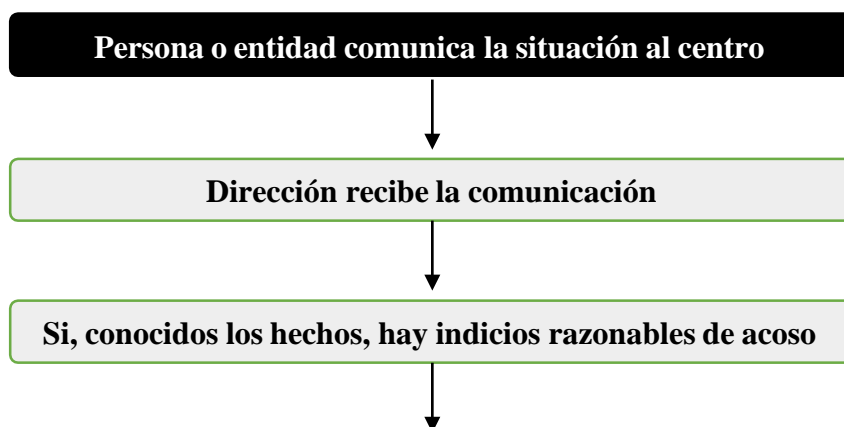 Persona o entidad comunica la situación al centro
Dirección recibe la comunicación
Si, conocidos los hechos, hay indicios razonables de acoso